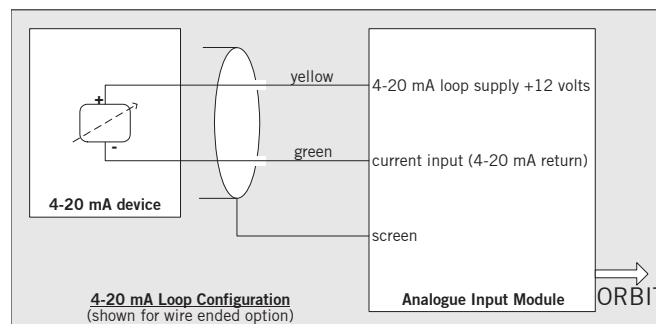 yellow
+
4-20 mA loop supply +12 volts
green
-
current input (4-20 mA return)
4-20 mA device
screen
4-20 mA Loop Configuration
(shown for wire ended option)
Analogue Input Module
ORBIT